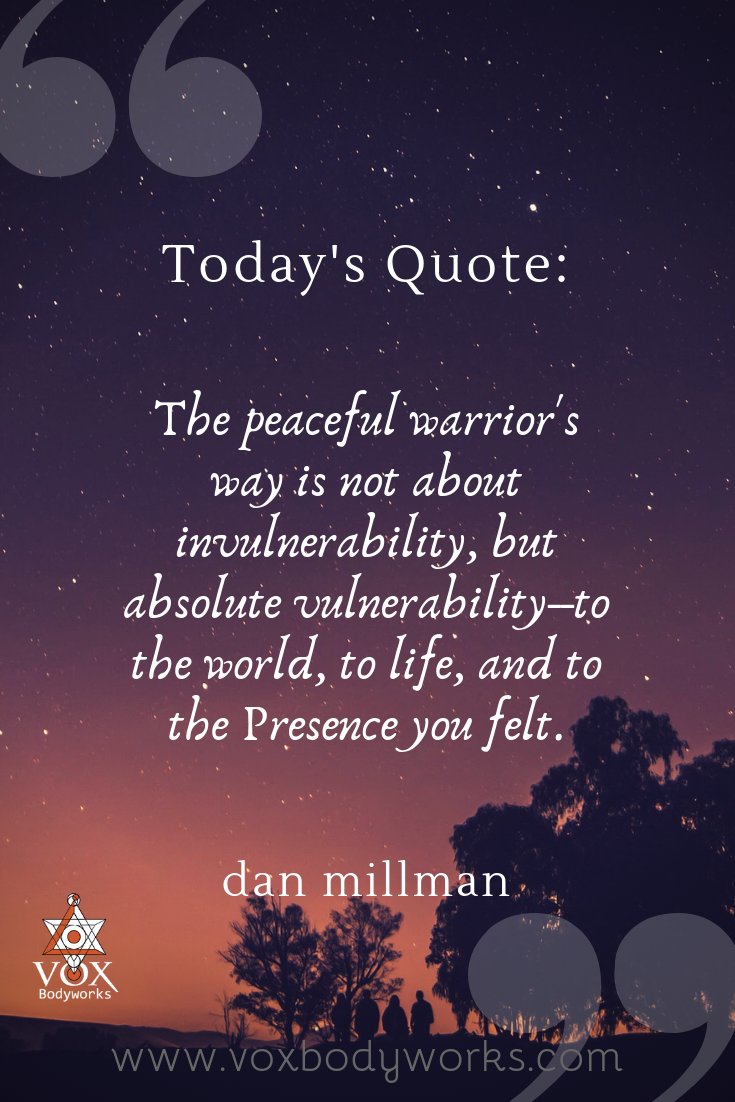 Today's Quote:
The peaceful warrior's
way is not about
invulnerability, but
absolute vulnerability—to
the world, to life, and to
the Presence you felt.
dan millman
VOX
Bodyworks
www.voxbodyworks.com